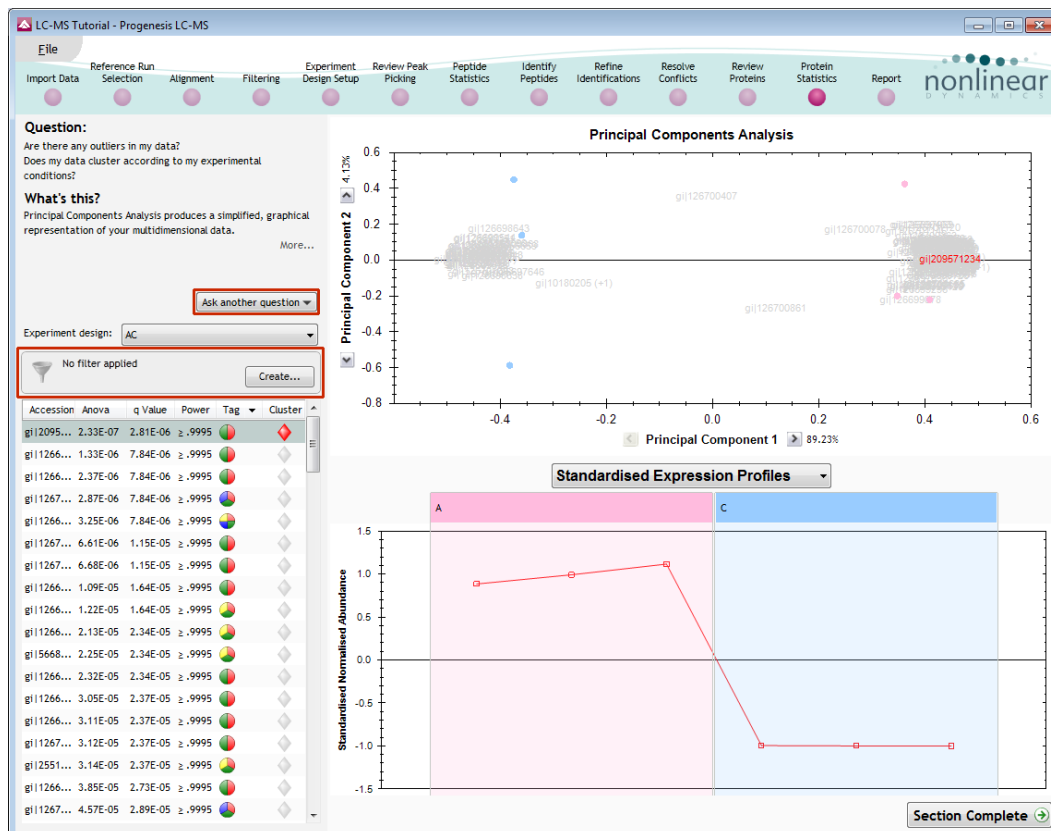 LC-MS Tutorial - Progenesis LC-MS
File
Import Data
Reference Run
Selection
Alignment
Filtering
Experiment
Design Setup
Review Peak
Picking
Peptide
Statistics
Identify
Peptides
Refine
Identifications
Resolve
Conflicts
Review
Proteins
Protein
Statistics
Report
nonlinear
DYNAMICS
Question:
Are there any outliers in my data?
Does my data cluster according to my experimental
conditions?
What's this?
Principal Components Analysis produces a simplified, graphical
representation of your multidimensional data.
More...
Ask another question
Experiment design: AC
No filter applied
Create...
Accession Anova q Value Power Tag Cluster
gi|2095... 2.33E-07 2.81E-06 ≥ .9995
gi|1266... 1.33E-06 7.84E-06 ≥ .9995
gi|1266... 2.37E-06 7.84E-06 ≥ .9995
gi|1267... 2.87E-06 7.84E-06 ≥ .9995
gi|1266... 3.25E-06 7.84E-06 ≥ .9995
gi|1267... 6.61E-06 1.15E-05 ≥ .9995
gi|1267... 6.68E-06 1.15E-05 ≥ .9995
gi|1266... 1.09E-05 1.64E-05 ≥ .9995
gi|1266... 1.22E-05 1.64E-05 ≥ .9995
gi|1266... 2.13E-05 2.34E-05 ≥ .9995
gi|5668... 2.25E-05 2.34E-05 ≥ .9995
gi|1266... 2.32E-05 2.34E-05 ≥ .9995
gi|1267... 3.05E-05 2.37E-05 ≥ .9995
gi|1266... 3.11E-05 2.37E-05 ≥ .9995
gi|1267... 3.12E-05 2.37E-05 ≥ .9995
gi|2551... 3.14E-05 2.37E-05 ≥ .9995
gi|1266... 3.85E-05 2.73E-05 ≥ .9995
gi|1267... 4.57E-05 2.89E-05 ≥ .9995
Principal Components Analysis
Principal Component 2
4.13%
0.6
0.4
0.2
0.0
-0.2
-0.4
-0.6
-0.8
gi|126700407
gi|126698643
gi|126700078
gi|209571234
gi|10180205 (+1)
gi|126700861
-0.4
-0.2
0.0
0.2
0.4
0.6
Principal Component 1
89.23%
Standardised Expression Profiles
A
C
Standardised Normalised Abundance
1.5
1.0
0.5
0.0
-0.5
-1.0
-1.5
Section Complete